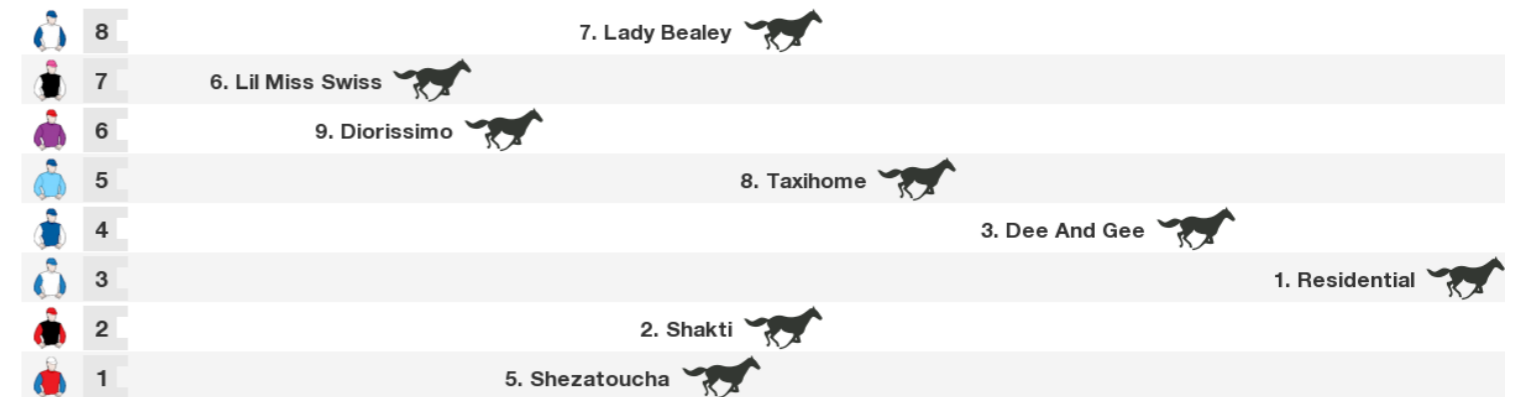 8 7. Lady Bealey
7 6. Lil Miss Swiss
6 9. Diorissimo
5 8. Taxihome
4 3. Dee And Gee
3 1. Residential
2 2. Shakti
1 5. Shezatoucha